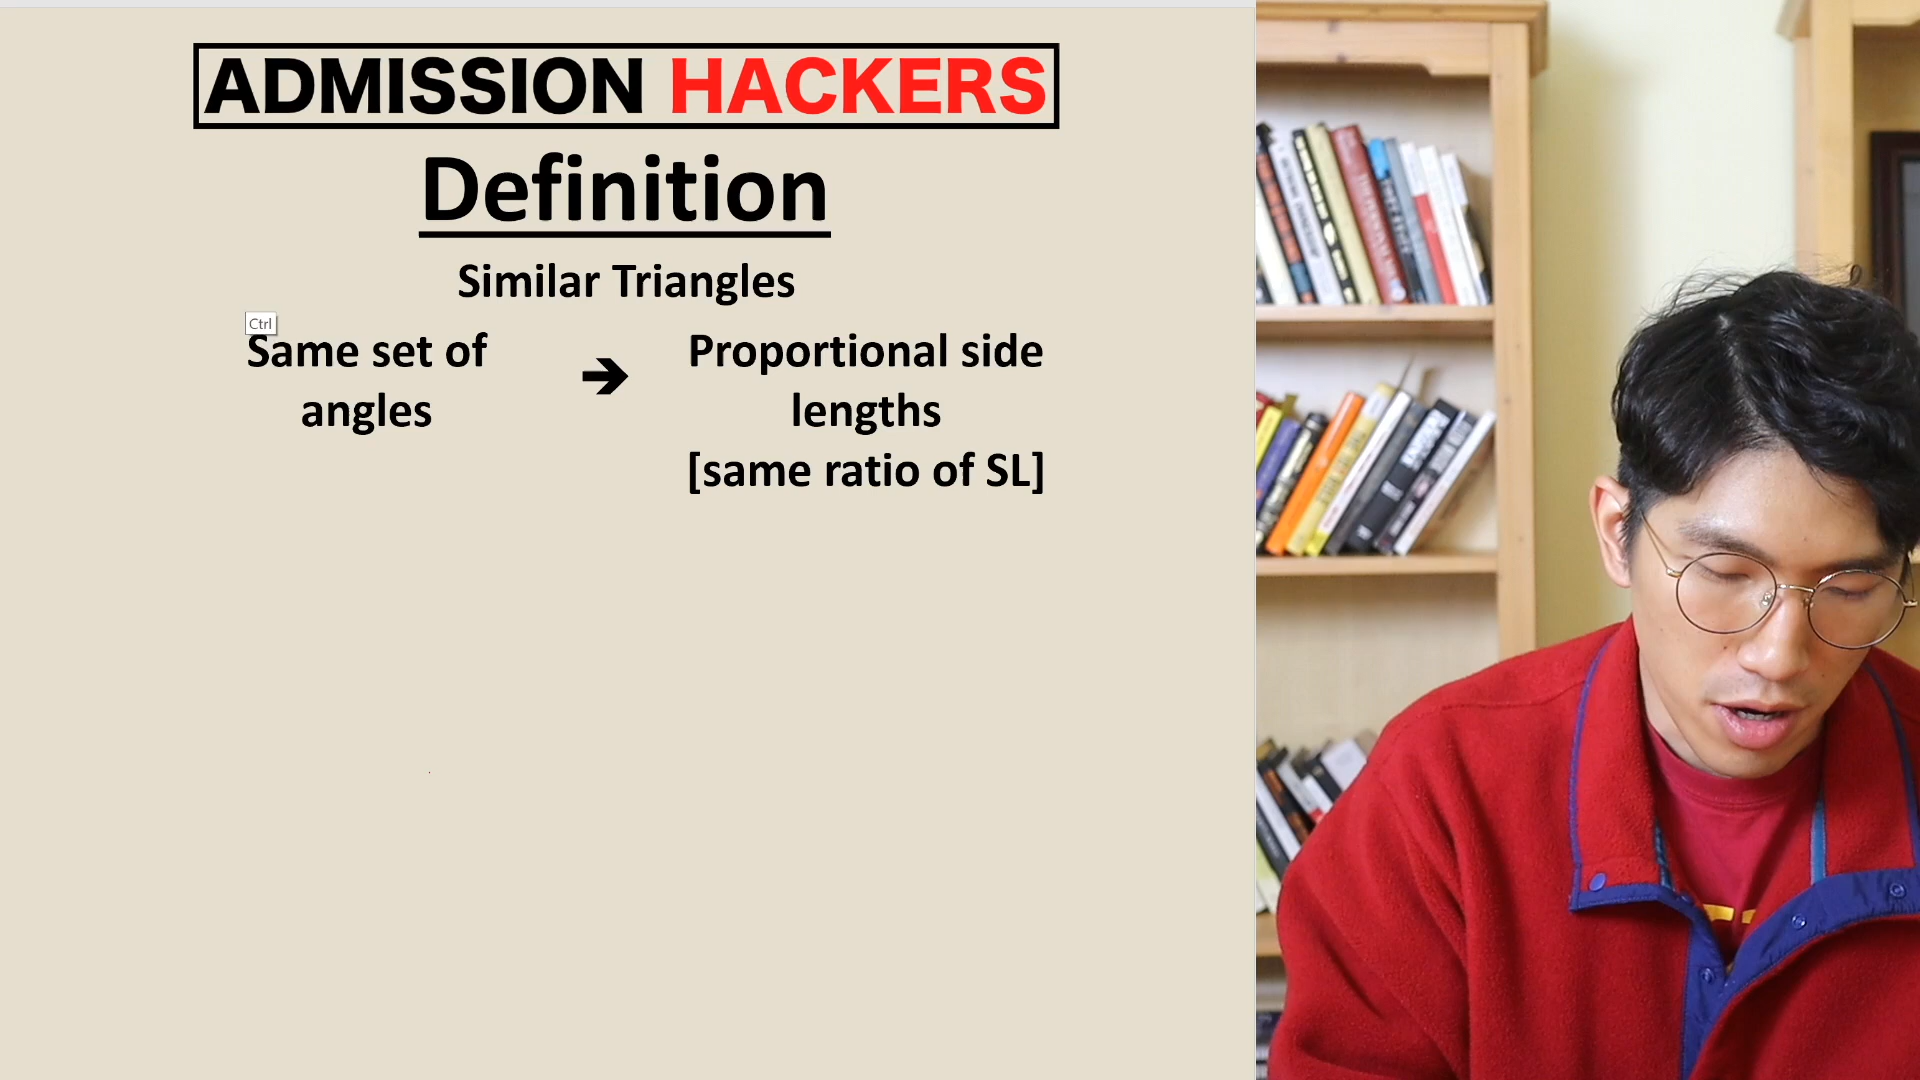 ADMISSION HACKERS
Definition
Similar Triangles
Ctrl
Same set of
angles
➔
Proportional side
lengths
[same ratio of SL]